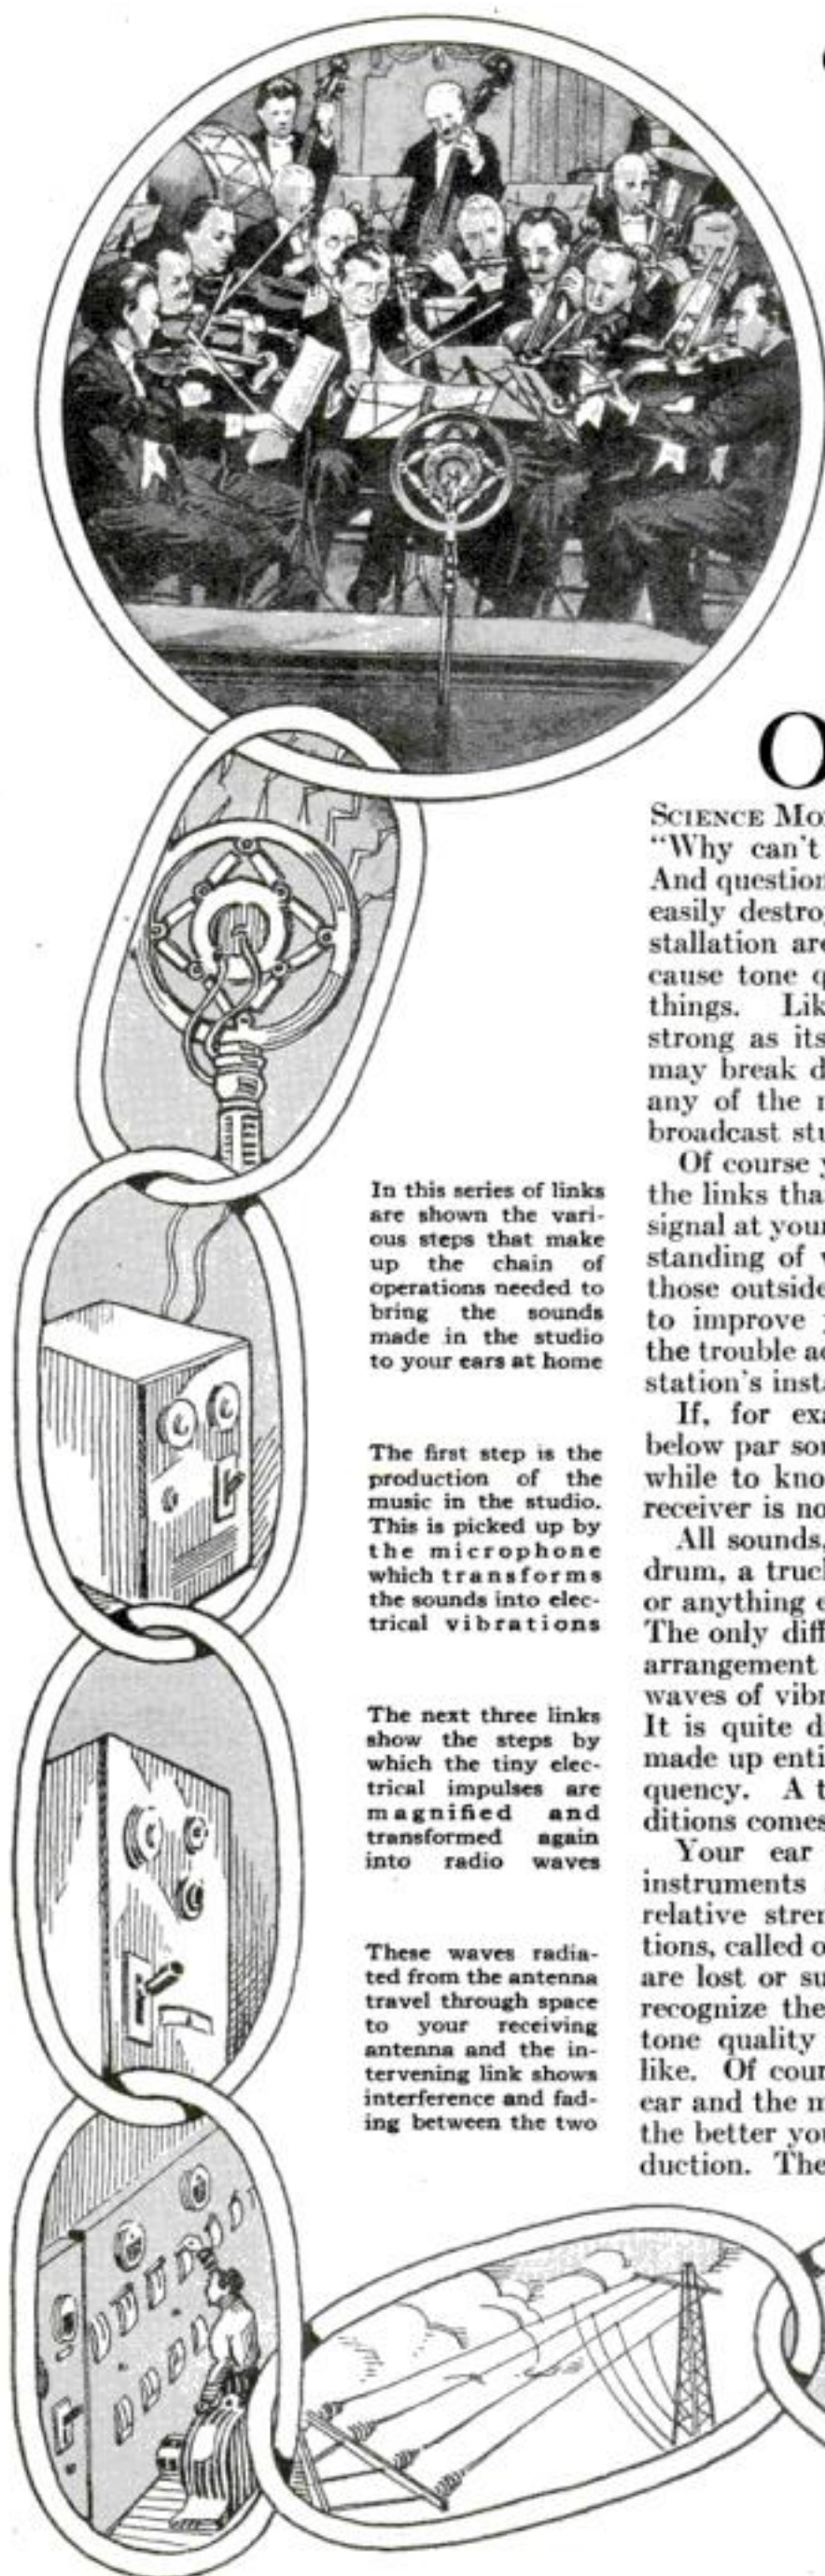 In this series of links
are shown the vari-
ous steps that make
up the chain of
operations needed to
bring the sounds
made in the studio
to your ears at home
The first step is the
production of the
music in the studio.
This is picked up by
the microphone
which transforms
the sounds into elec-
trical vibrations
The next three links
show the steps by
which the tiny elec-
trical impulses are
magnified and
transformed again
into radio waves
These waves radia-
ted from the antenna
travel through space
to your receiving
antenna and the in-
tervening link shows
interference and fad-
ing between the two
O
SCIENCE MO
"Why can't
And question
easily destro
stallation are
cause tone q
things. Lik
strong as its
may break d
any of the
broadcast stu
Of course
the links tha
signal at your
standing of
those outside
to improve
the trouble a
station's insta
If, for exa
below par so
while to kno
receiver is no
All sounds,
drum, a truc
or anything e
The only diff
arrangement
waves of vibr
It is quite d
made up enti
quency. A t
ditions comes
Your ear
instruments
relative stren
tions, called o
are lost or su
recognize the
tone quality
like. Of cour
ear and the m
the better you
duction. The